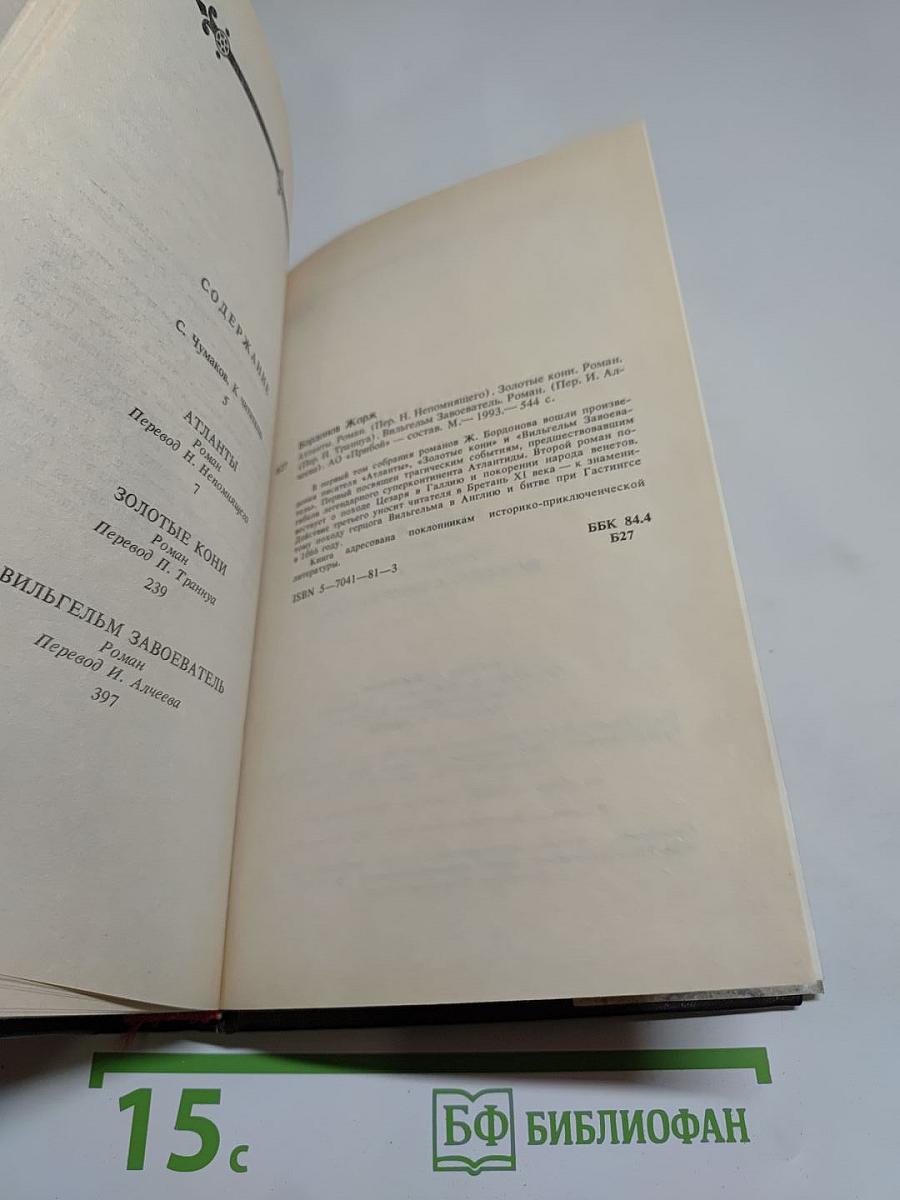 СОДЕРЖАНИЕ
С. Чумаков. К читателям
5
АТЛАНТЫ
Роман
Перевод Н. Непомнящего
7
ЗОЛОТЫЕ КОНИ
Роман
Перевод П. Траннуа
239
ВИЛЬГЕЛЬМ ЗАВОЕВАТЕЛЬ
Роман
Перевод И. Алчеева
397
Бордонов Жорж
Б27 Атланты. Роман. (Пер. Н. Непомнящего). Золотые кони. Роман.
(Пер. П. Траннуа). Вильгельм Завоеватель. Роман. (Пер. И. Ал-
чеева). АО «Прибой» — состав. М.— 1993.— 544 с.
В первый том собрания романов Ж. Бордонова вошли произве-
дения писателя «Атланты», «Золотые кони» и «Вильгельм Завоева-
тель». Первый посвящен трагическим событиям, предшествовавшим
гибели легендарного суперконтинента Атлантиды. Второй роман по-
вествует о походе Цезаря в Галлию и покорении народа венетов.
Действие третьего уносит читателя в Бретань XI века — к знамени-
тому походу герцога Вильгельма в Англию и битве при Гастингсе
в 1066 году.
Книга адресована поклонникам историко-приключенческой
литературы.
ББК 84.4
Б27
ISBN 5—7041—81—3
15 с
БФ БИБЛИОФАН